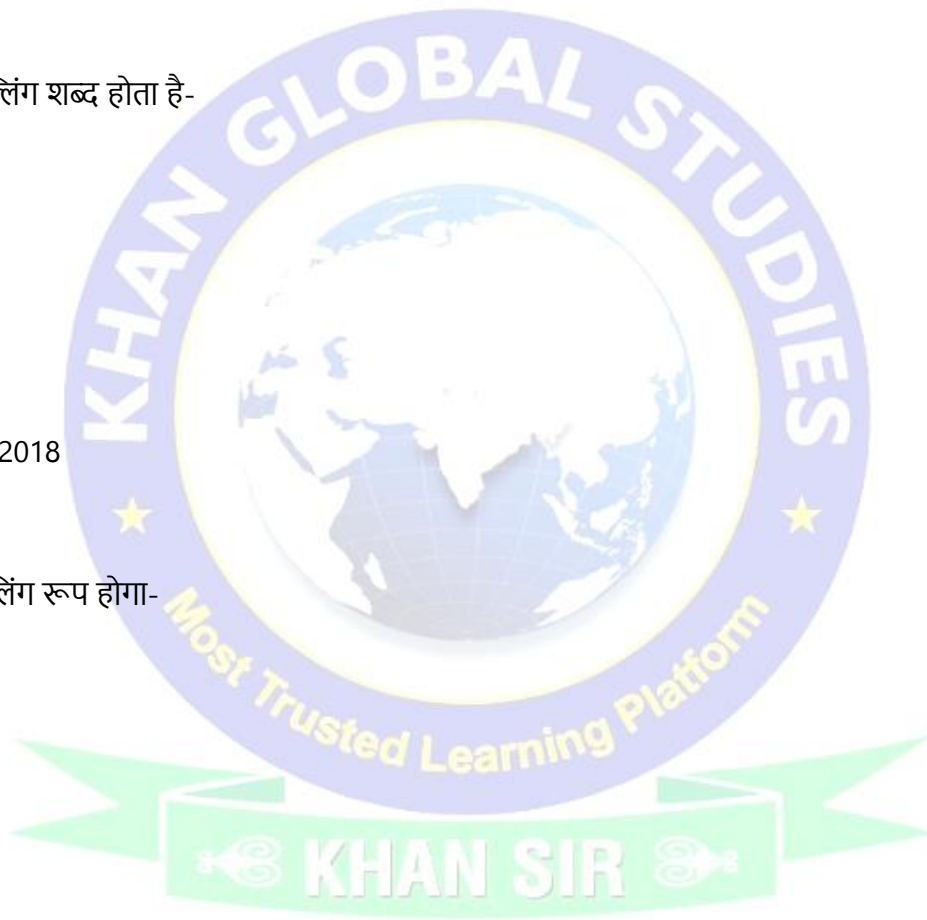 लिंग शब्द होता है-
KHAN GLOBAL STUDIES
2018
लिंग रूप होगा-
Most Trusted Learning Platform
KHAN SIR